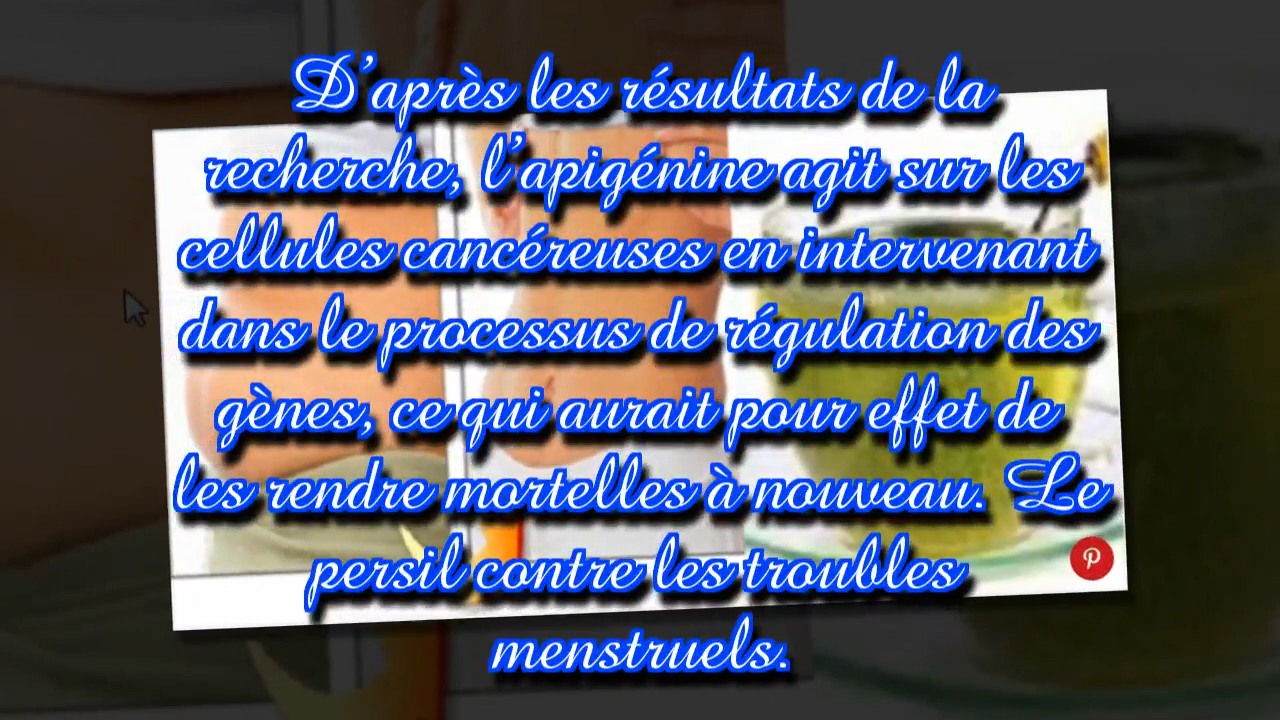 D’après les résultats de la
recherche, l’apigénine agit sur les
cellules cancéreuses en intervenant
dans le processus de régulation des
gènes, ce qui aurait pour effet de
les rendre mortelles à nouveau. Le
persil contre les troubles
menstruels.